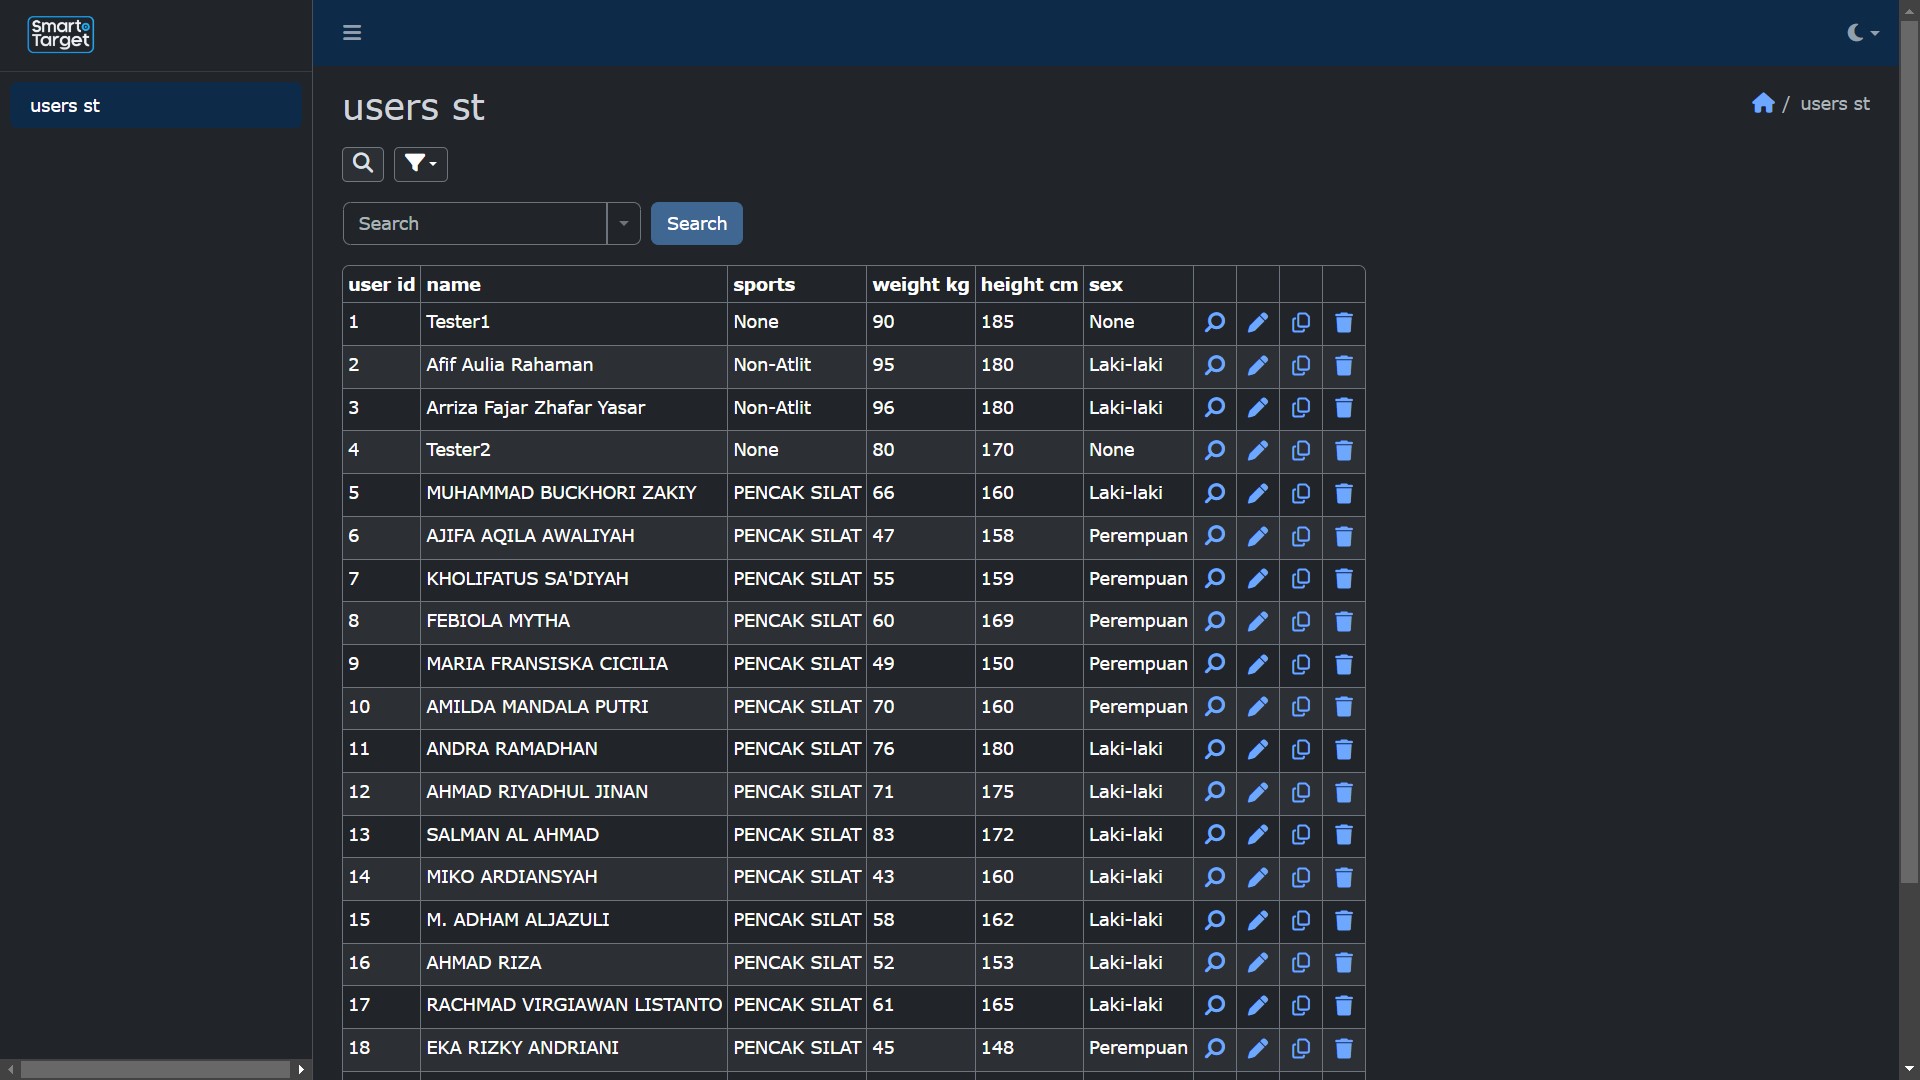 Smart
Target
users st
users st
/ users st
Search
Search
user id name sports weight kg height cm sex
1 Tester1 None 90 185 None
2 Afif Aulia Rahaman Non-Atlit 95 180 Laki-laki
3 Arriza Fajar Zhafar Yasar Non-Atlit 96 180 Laki-laki
4 Tester2 None 80 170 None
5 MUHAMMAD BUCKHORI ZAKIY PENCAK SILAT 66 160 Laki-laki
6 AJIFA AQILA AWALIYAH PENCAK SILAT 47 158 Perempuan
7 KHOLIFATUS SA'DIYAH PENCAK SILAT 55 159 Perempuan
8 FEBIOLA MYTHA PENCAK SILAT 60 169 Perempuan
9 MARIA FRANSISKA CICILIA PENCAK SILAT 49 150 Perempuan
10 AMILDA MANDALA PUTRI PENCAK SILAT 70 160 Perempuan
11 ANDRA RAMADHAN PENCAK SILAT 76 180 Laki-laki
12 AHMAD RIYADHUL JINAN PENCAK SILAT 71 175 Laki-laki
13 SALMAN AL AHMAD PENCAK SILAT 83 172 Laki-laki
14 MIKO ARDIANSYAH PENCAK SILAT 43 160 Laki-laki
15 M. ADHAM ALJAZULI PENCAK SILAT 58 162 Laki-laki
16 AHMAD RIZA PENCAK SILAT 52 153 Laki-laki
17 RACHMAD VIRGIAWAN LISTANTO PENCAK SILAT 61 165 Laki-laki
18 EKA RIZKY ANDRIANI PENCAK SILAT 45 148 Perempuan